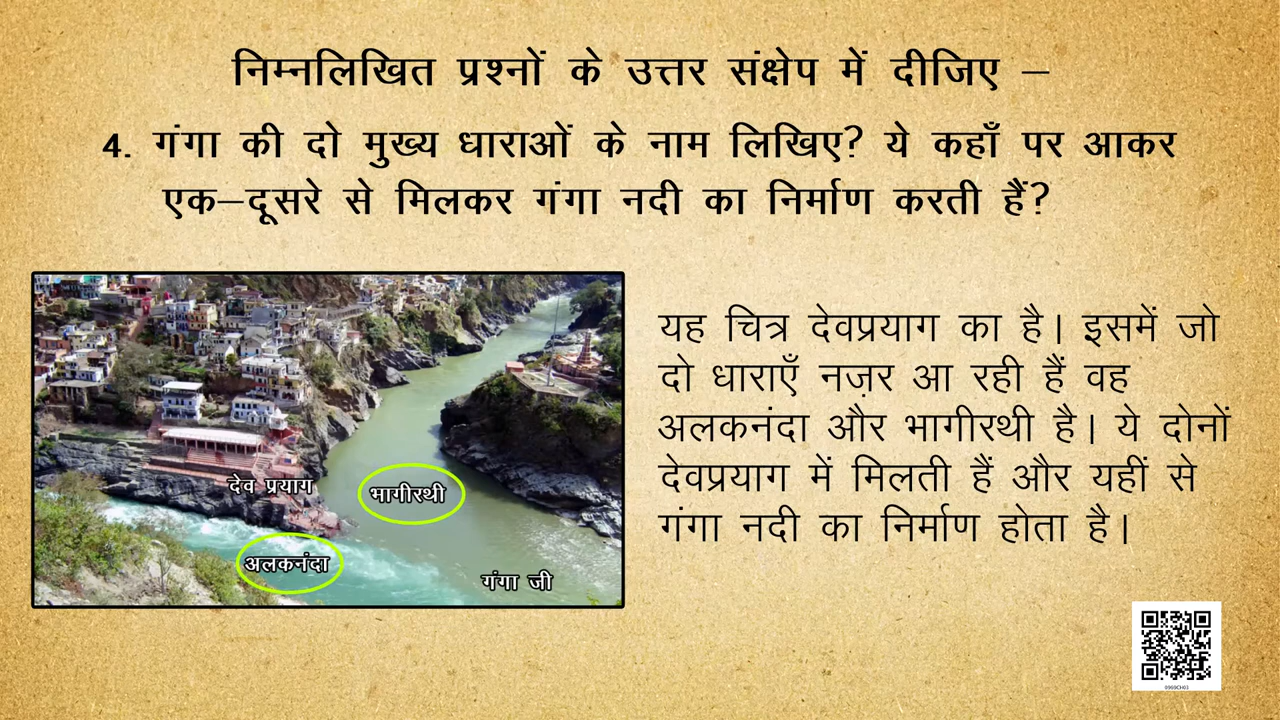 निम्नलिखित प्रश्नों के उत्तर संक्षेप में दीजिए –
4. गंगा की दो मुख्य धाराओं के नाम लिखिए? ये कहाँ पर आकर
एक–दूसरे से मिलकर गंगा नदी का निर्माण करती हैं?
देव प्रयाग
भागीरथी
अलकनंदा
गंगा जी
यह चित्र देवप्रयाग का है। इसमें जो
दो धाराएँ नज़र आ रही हैं वह
अलकनंदा और भागीरथी है। ये दोनों
देवप्रयाग में मिलती हैं और यहीं से
गंगा नदी का निर्माण होता है।
0969CH03